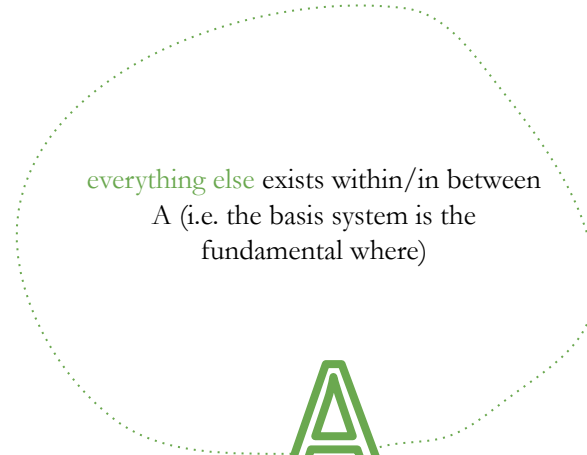 everything else exists within/in between
A (i.e. the basis system is the
fundamental where)
A